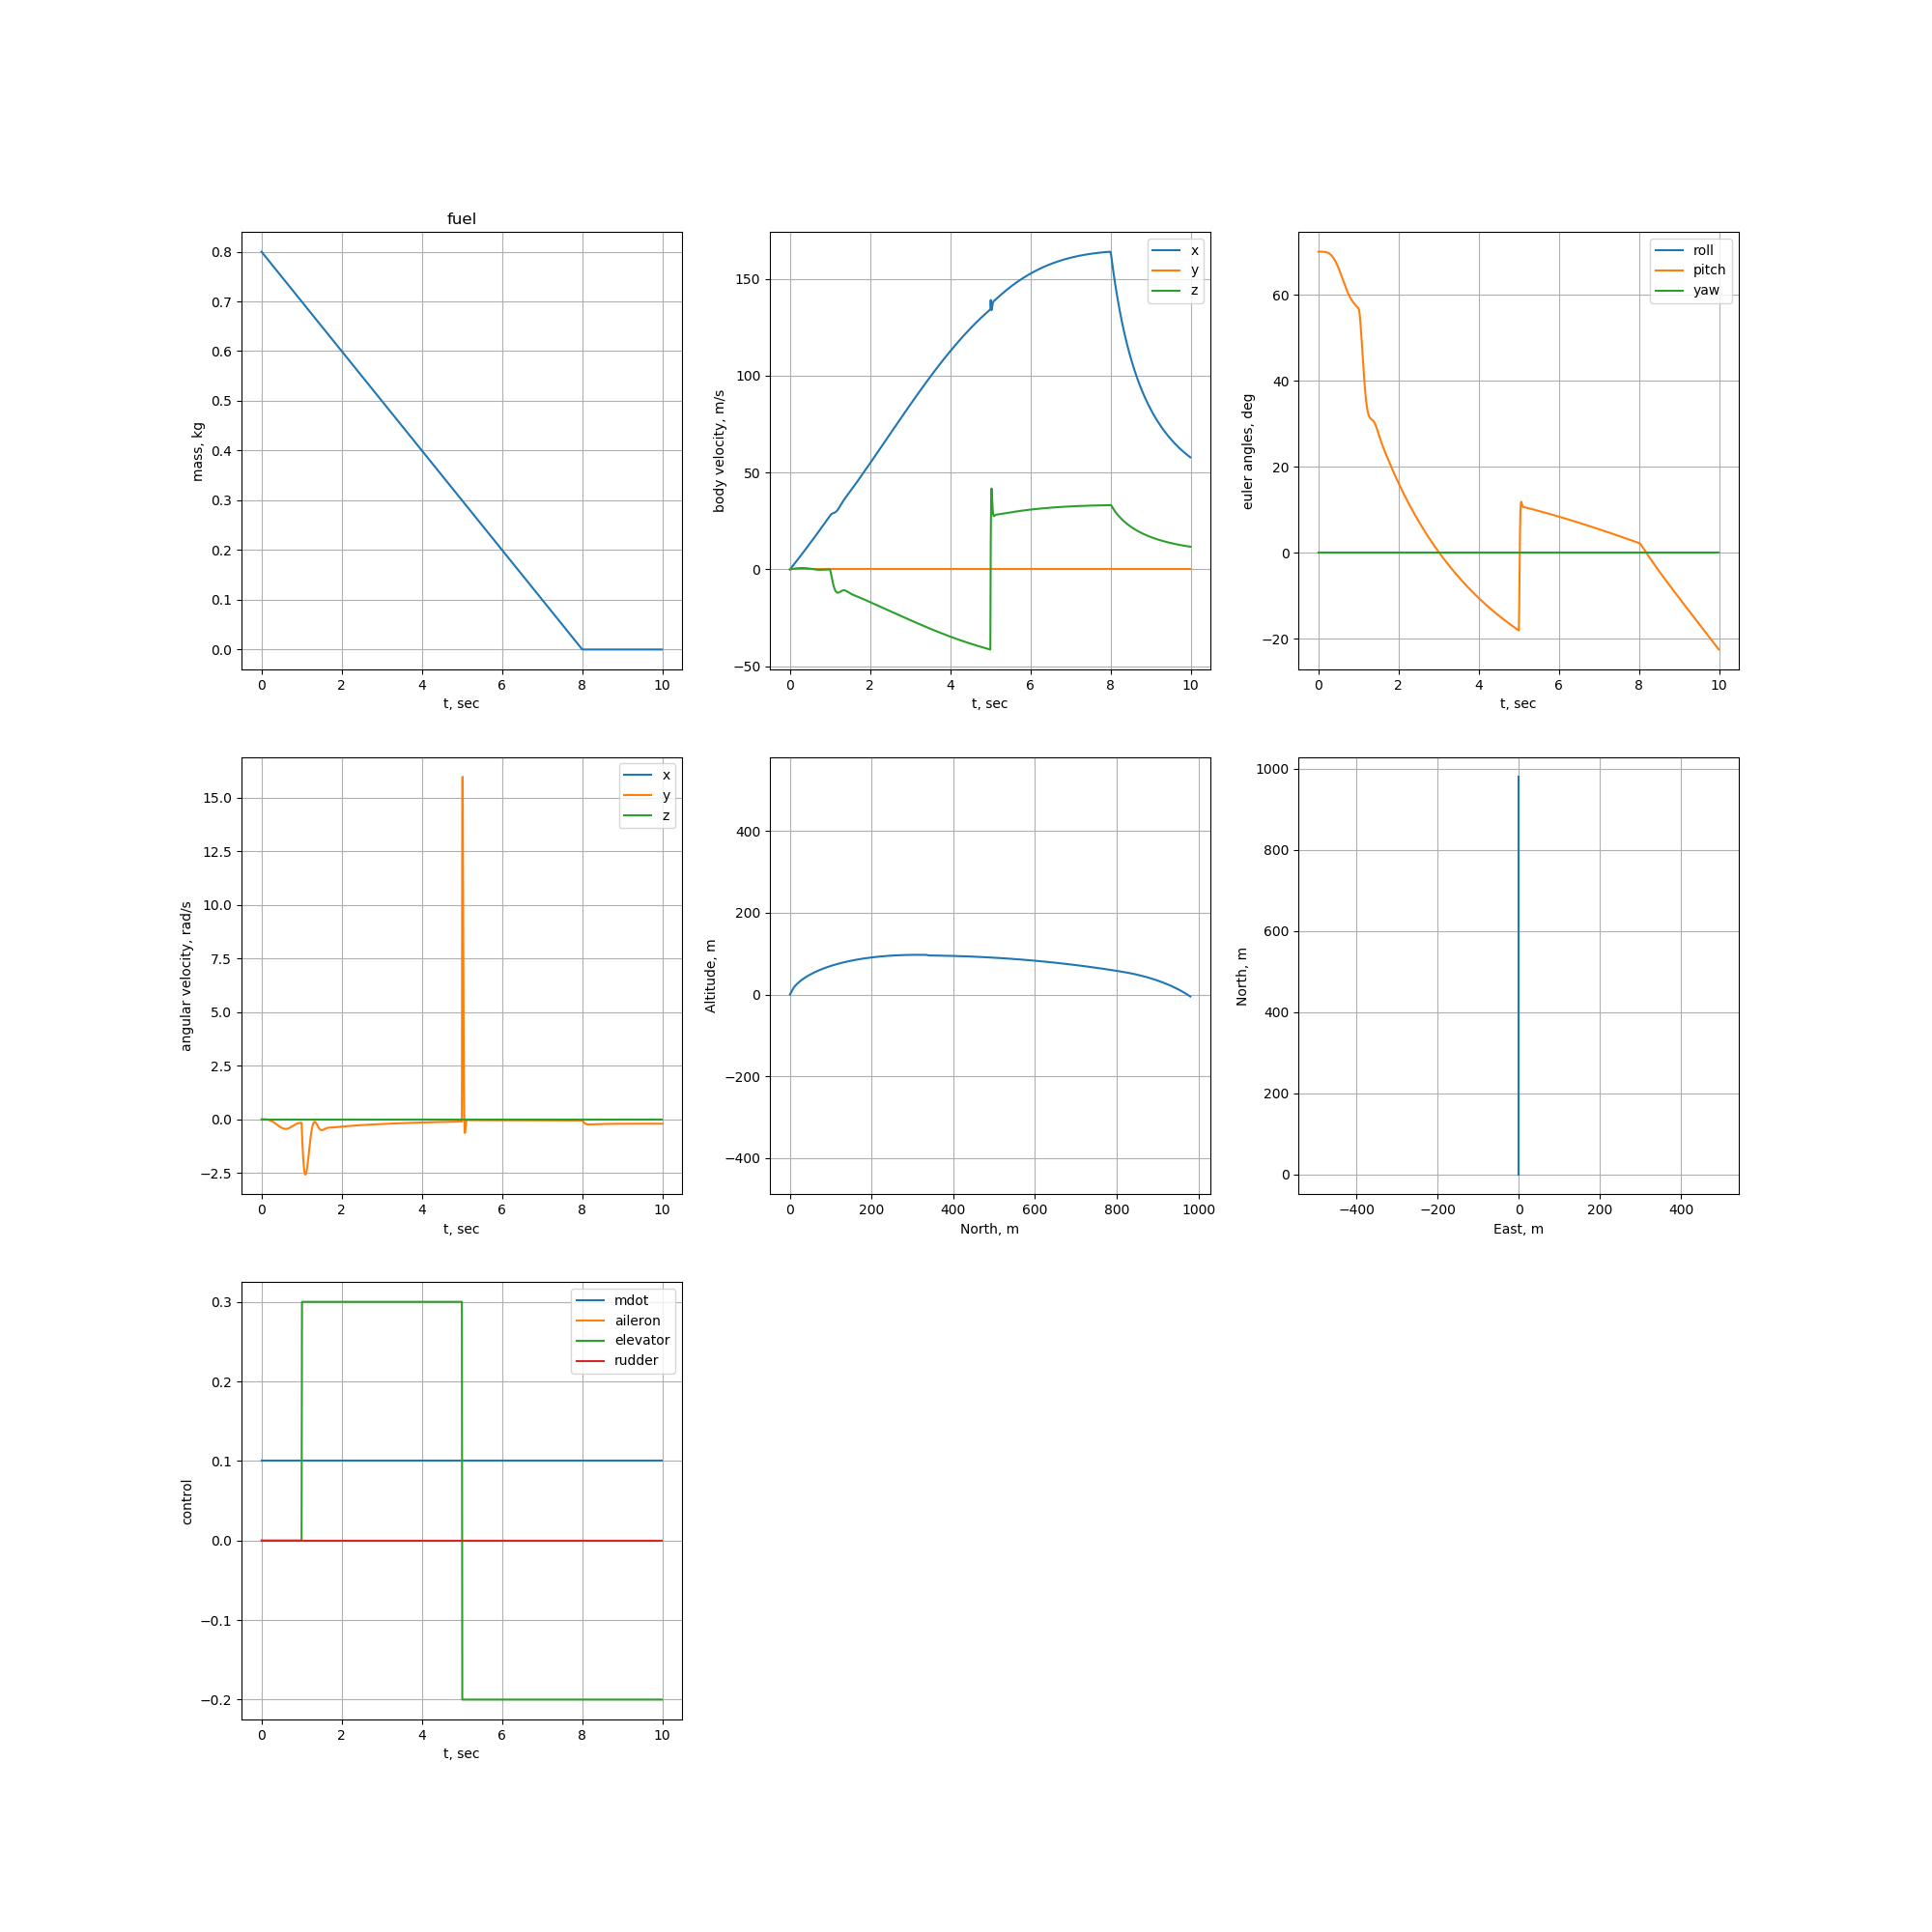 fuel
mass, kg
0.8
0.7
0.6
0.5
0.4
0.3
0.2
0.1
0.0
0 2 4 6 8 10
t, sec
body velocity, m/s
150
100
50
0
−50
x
y
z
0 2 4 6 8 10
t, sec
euler angles, deg
60
40
20
0
−20
roll
pitch
yaw
0 2 4 6 8 10
t, sec
angular velocity, rad/s
15.0
12.5
10.0
7.5
5.0
2.5
0.0
−2.5
x
y
z
0 2 4 6 8 10
t, sec
Altitude, m
400
200
0
−200
−400
0 200 400 600 800 1000
North, m
North, m
1000
800
600
400
200
0
−400 −200 0 200 400
East, m
control
0.3
0.2
0.1
0.0
−0.1
−0.2
mdot
aileron
elevator
rudder
0 2 4 6 8 10
t, sec